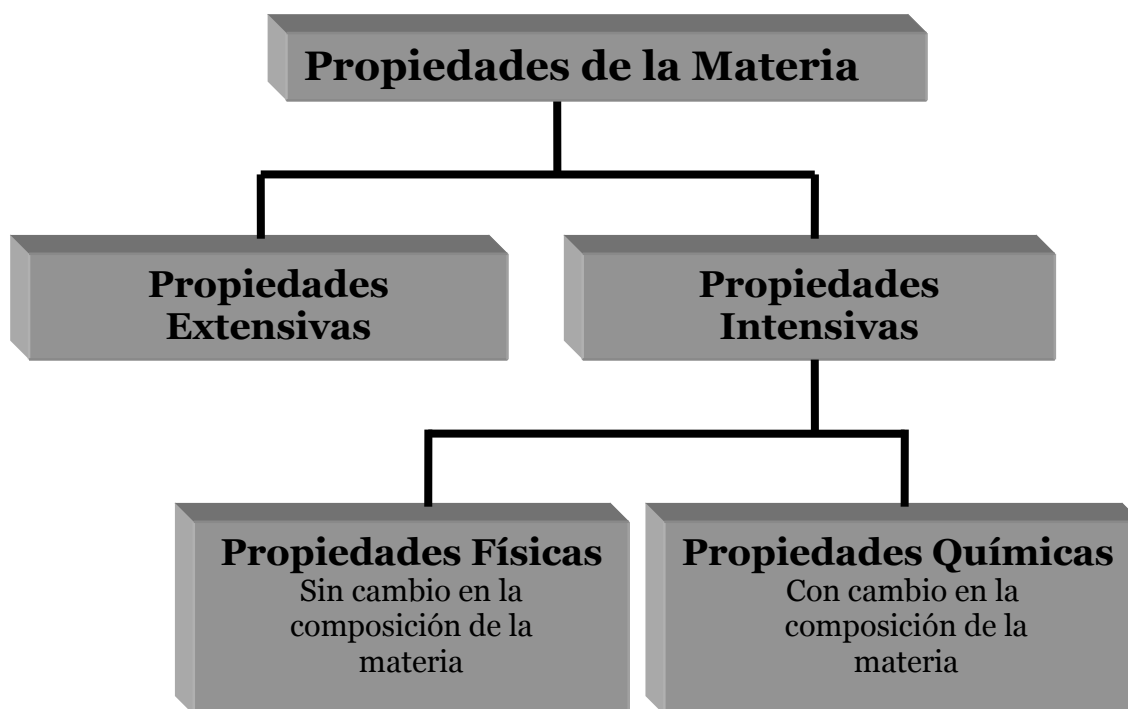 Propiedades de la Materia
Propiedades
Extensivas
Propiedades
Intensivas
Propiedades Físicas
Sin cambio en la
composición de la
materia
Propiedades Químicas
Con cambio en la
composición de la
materia